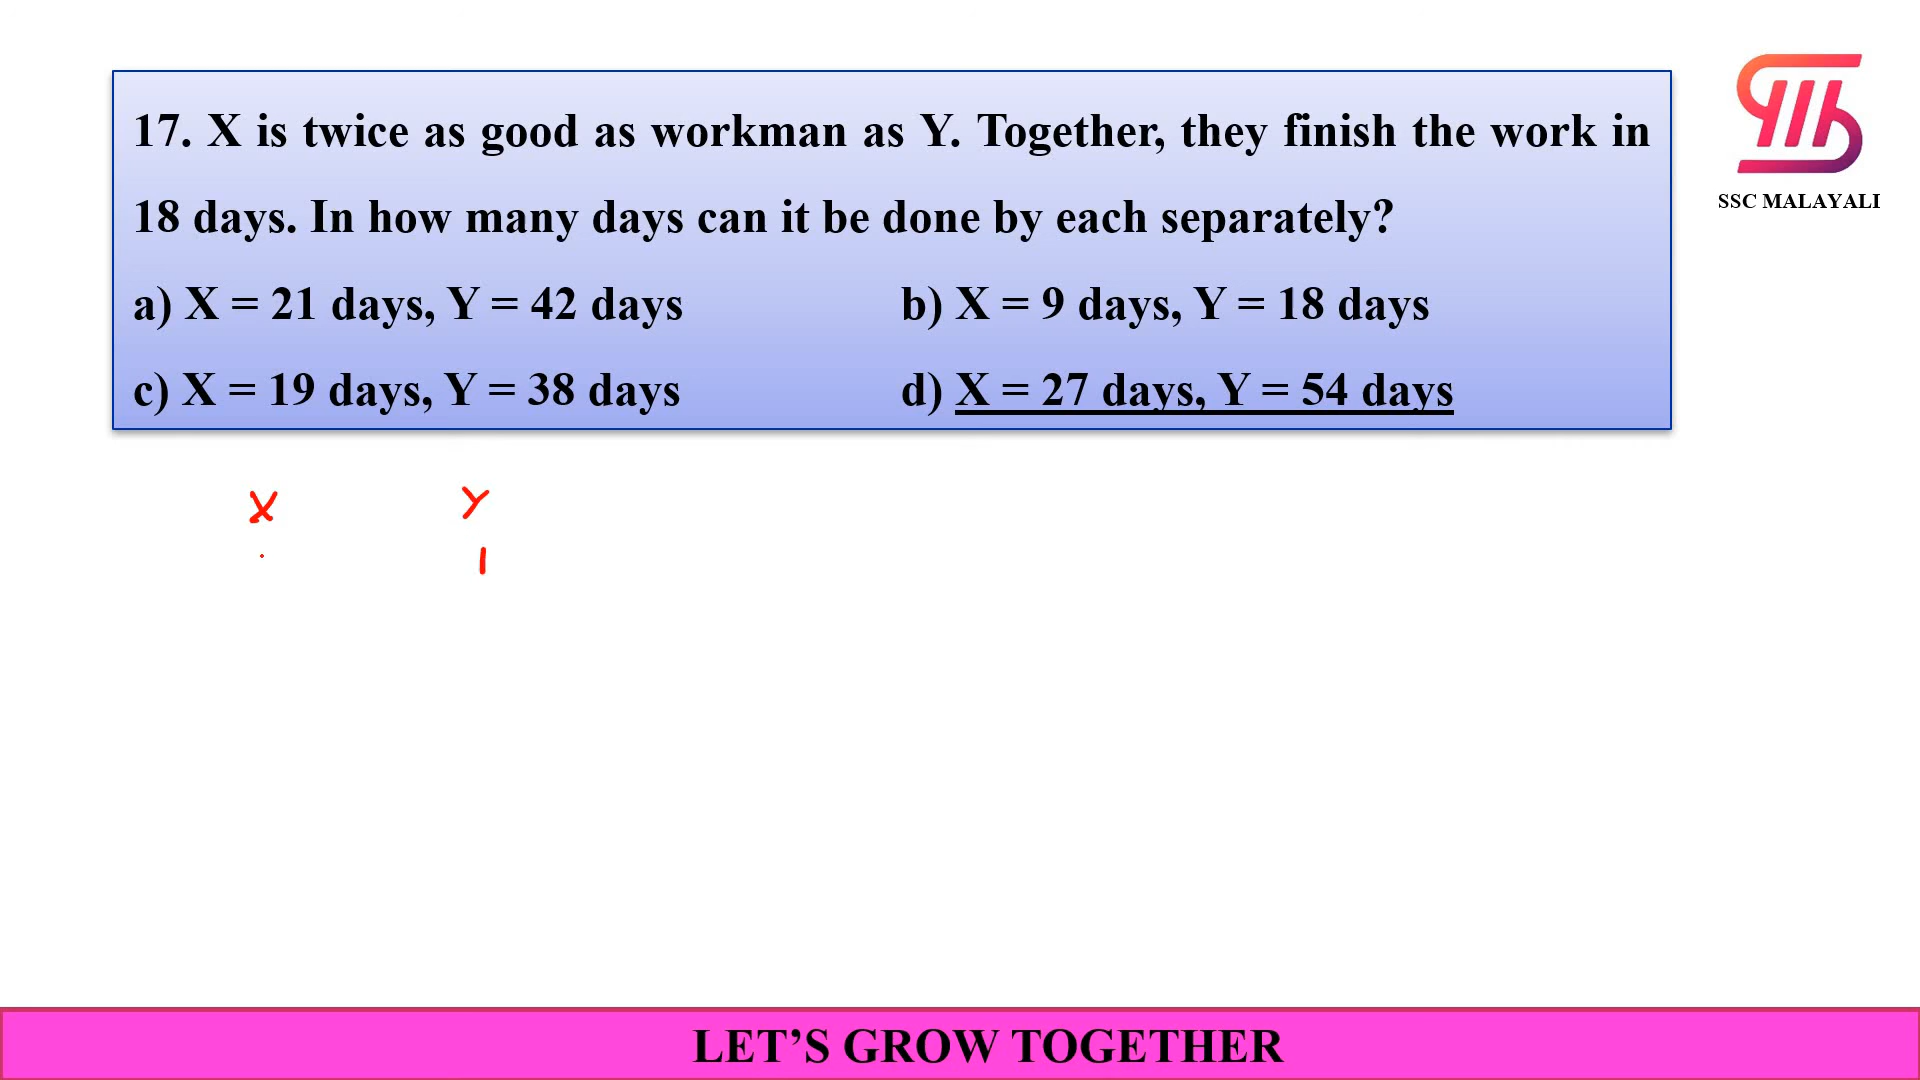 17. X is twice as good as workman as Y. Together, they finish the work in
18 days. In how many days can it be done by each separately?
a) X = 21 days, Y = 42 days b) X = 9 days, Y = 18 days
c) X = 19 days, Y = 38 days d) X = 27 days, Y = 54 days
SSC MALAYALI
X Y
1
LET’S GROW TOGETHER